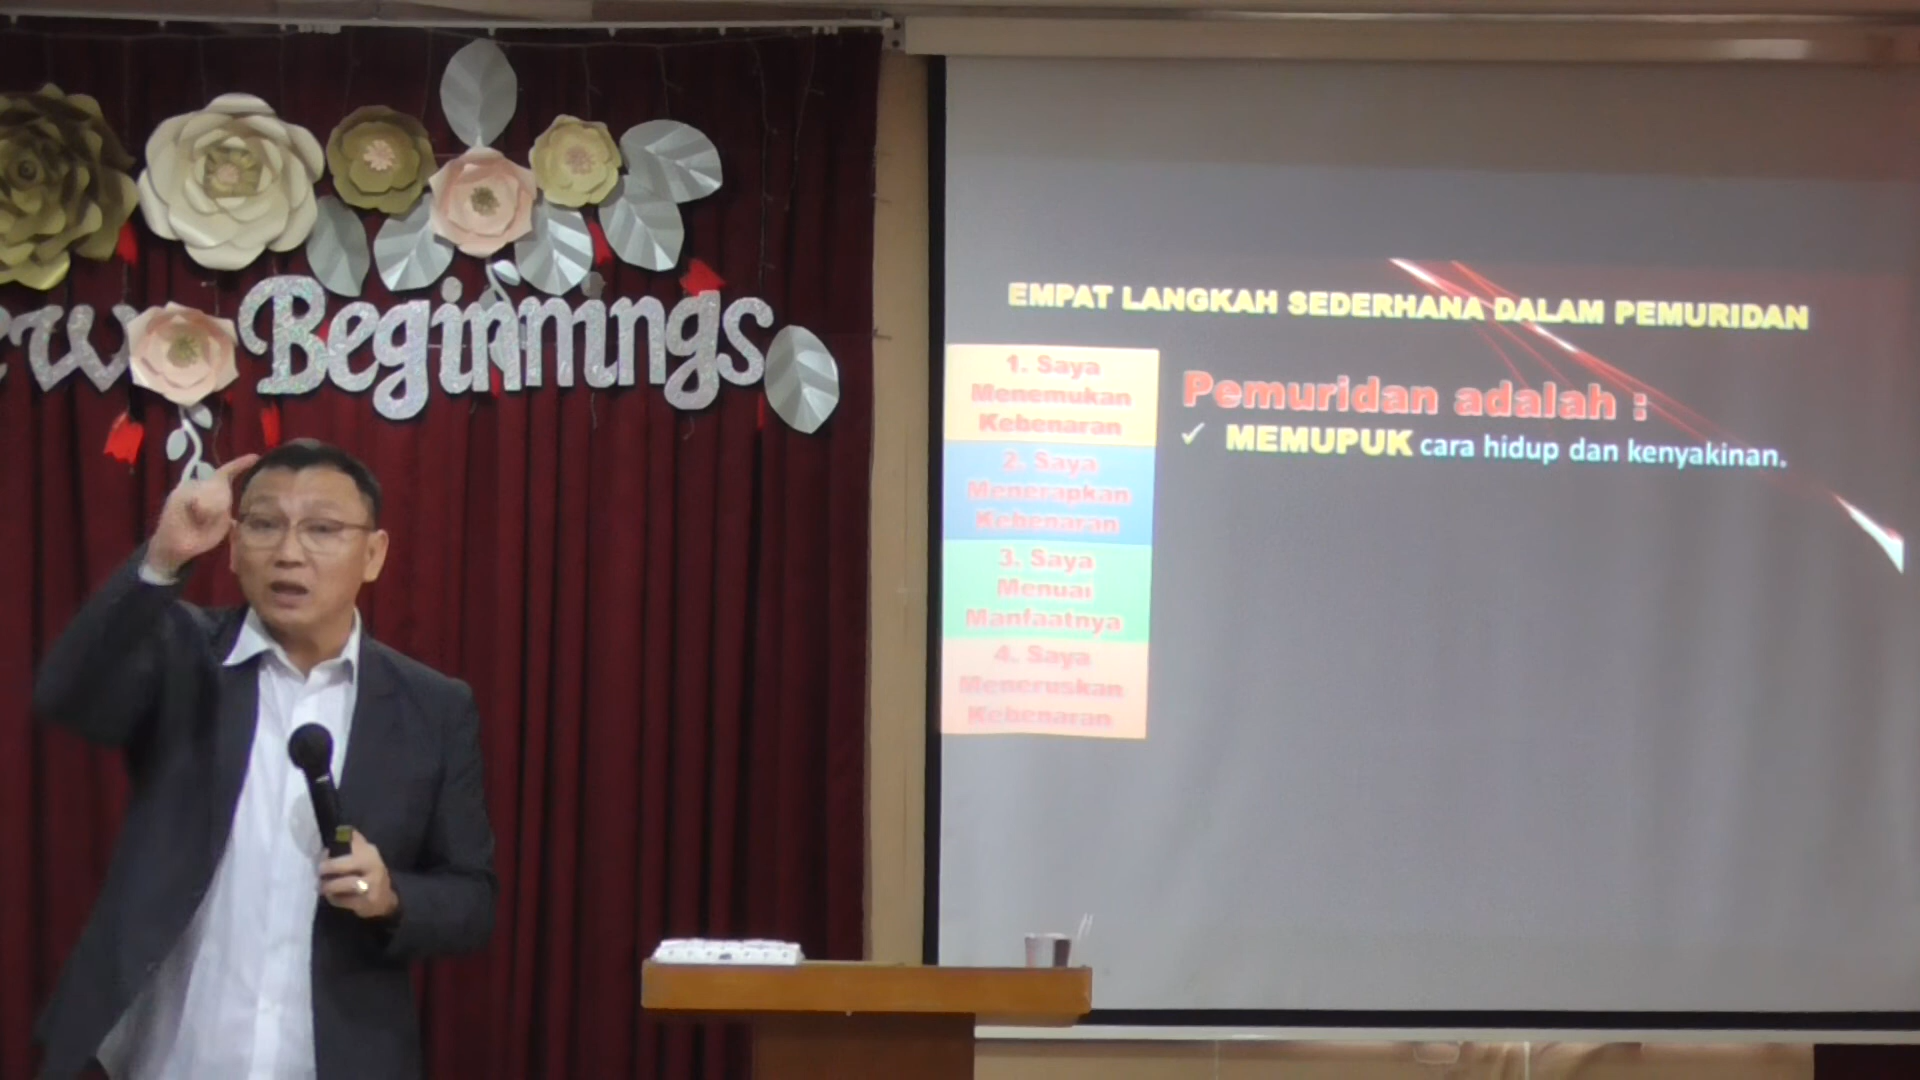 Beginnings
EMPAT LANGKAH SEDERHANA DALAM PEMURIDAN
1. Saya
Menemukan
Kebenaran
2. Saya
Menerapkan
Kebenaran
3. Saya
Menuai
Manfaatnya
4. Saya
Meneruskan
Kebenaran
Pemuridan adalah :
✓ MEMUPUK cara hidup dan kenyakinan.